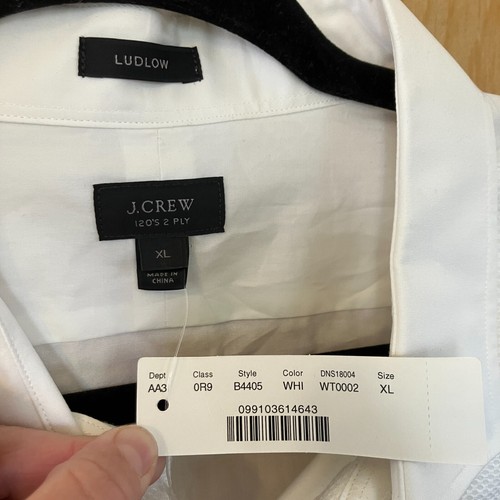 LUDLOW
J.CREW
120'S 2 PLY
XL
MADE IN
CHINA
Dept Class Style Color DNS18004 Size
AA3 0R9 B4405 WHI WT0002 XL
099103614643